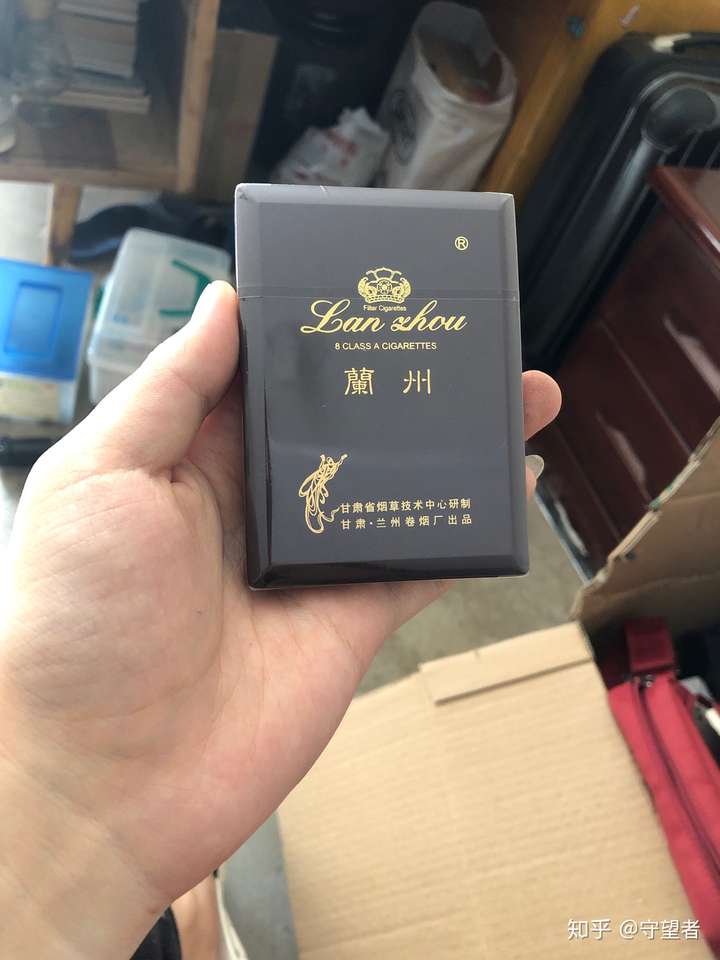 ®
Filter Cigarettes
Lan zhou
8 CLASS A CIGARETTES
蘭州
甘肃省烟草技术中心研制
甘肃·兰州卷烟厂出品
知乎 @守望者